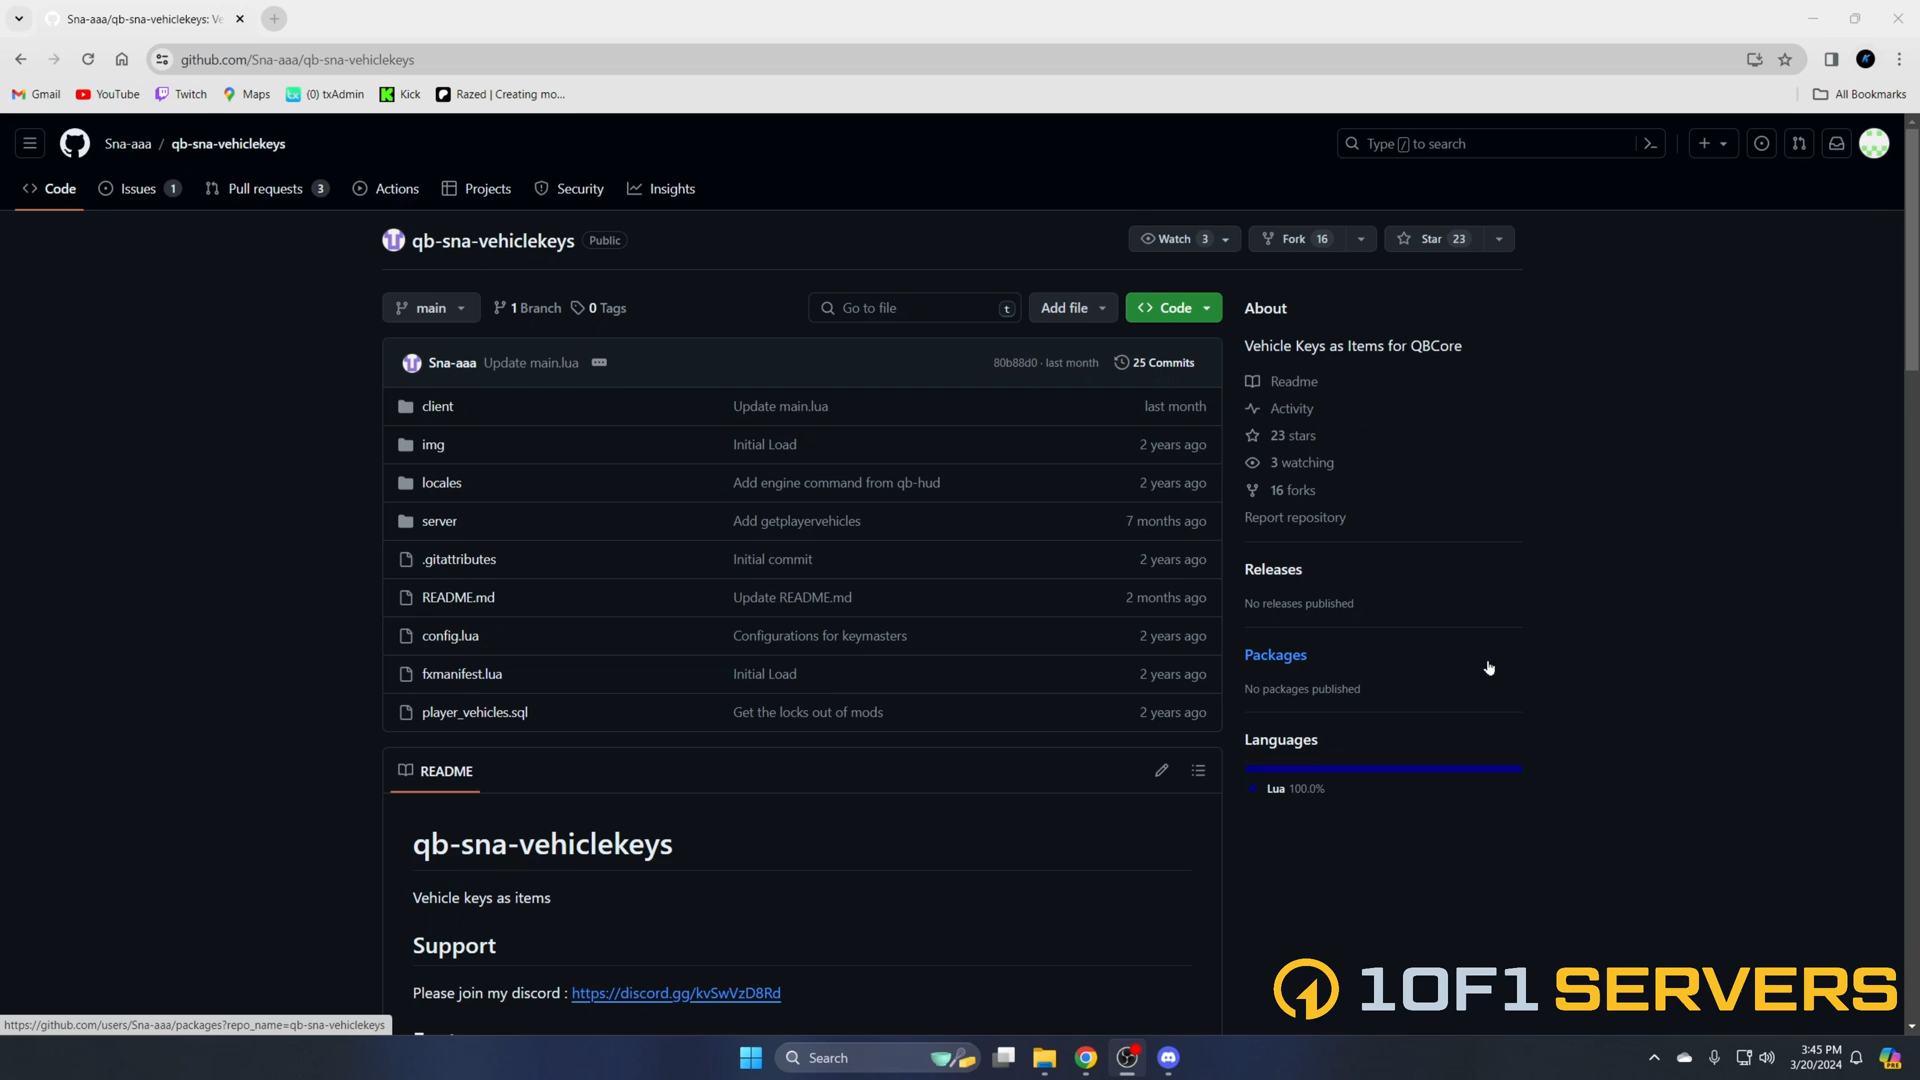 Sna-aaa/qb-sna-vehiclekeys: Ve
github.com/Sna-aaa/qb-sna-vehiclekeys
Gmail YouTube Twitch Maps (0) txAdmin Kick Razed | Creating mo... All Bookmarks
Sna-aaa / qb-sna-vehiclekeys Type / to search
Code Issues 1 Pull requests 3 Actions Projects Security Insights
qb-sna-vehiclekeys Public Watch 3 Fork 16 Star 23
main 1 Branch 0 Tags Go to file t Add file Code
About
Vehicle Keys as Items for QBCore
Sna-aaa Update main.lua 80b88d0 · last month 25 Commits
client Update main.lua last month
img Initial Load 2 years ago
locales Add engine command from qb-hud 2 years ago
server Add getplayervehicles 7 months ago
.gitattributes Initial commit 2 years ago
README.md Update README.md 2 months ago
config.lua Configurations for keymasters 2 years ago
fxmanifest.lua Initial Load 2 years ago
player_vehicles.sql Get the locks out of mods 2 years ago
Readme
Activity
23 stars
3 watching
16 forks
Report repository
Releases
No releases published
Packages
No packages published
Languages
Lua 100.0%
README
qb-sna-vehiclekeys
Vehicle keys as items
Support
Please join my discord : https://discord.gg/kvSwVzD8Rd
1OF1 SERVERS
https://github.com/users/Sna-aaa/packages?repo_name=qb-sna-vehiclekeys
Search
3:45 PM
3/20/2024
PRE